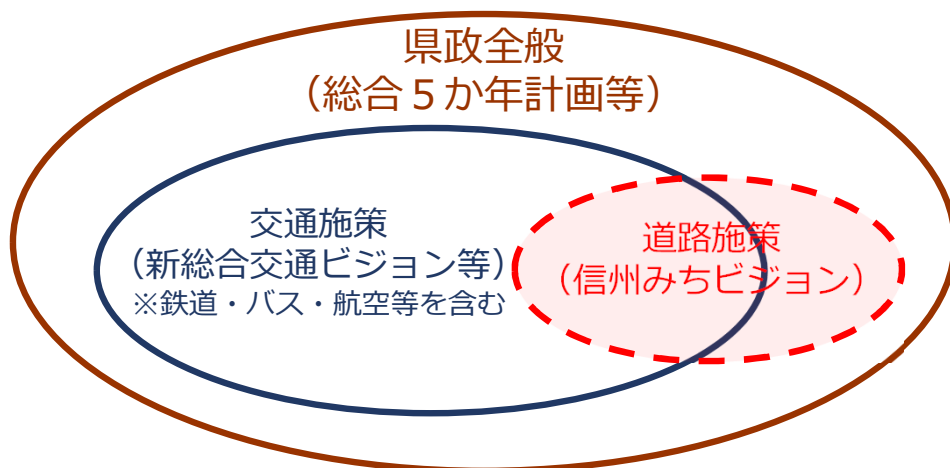 県政全般
（総合５か年計画等）
交通施策
（新総合交通ビジョン等）
※鉄道・バス・航空等を含む
道路施策
（信州みちビジョン）